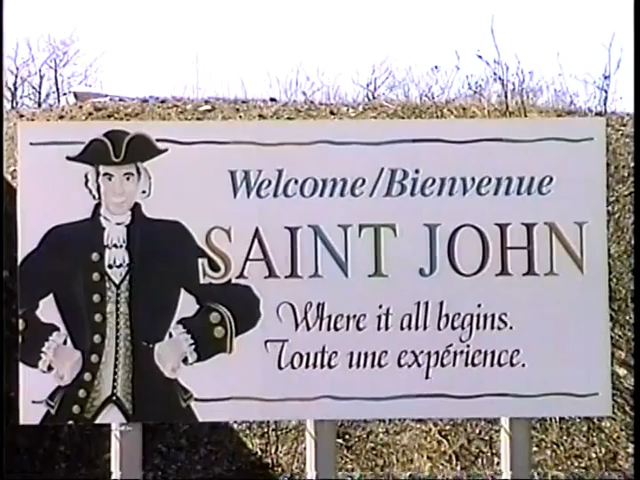 Welcome/Bienvenue
SAINT JOHN
Where it all begins.
Toute une expérience.